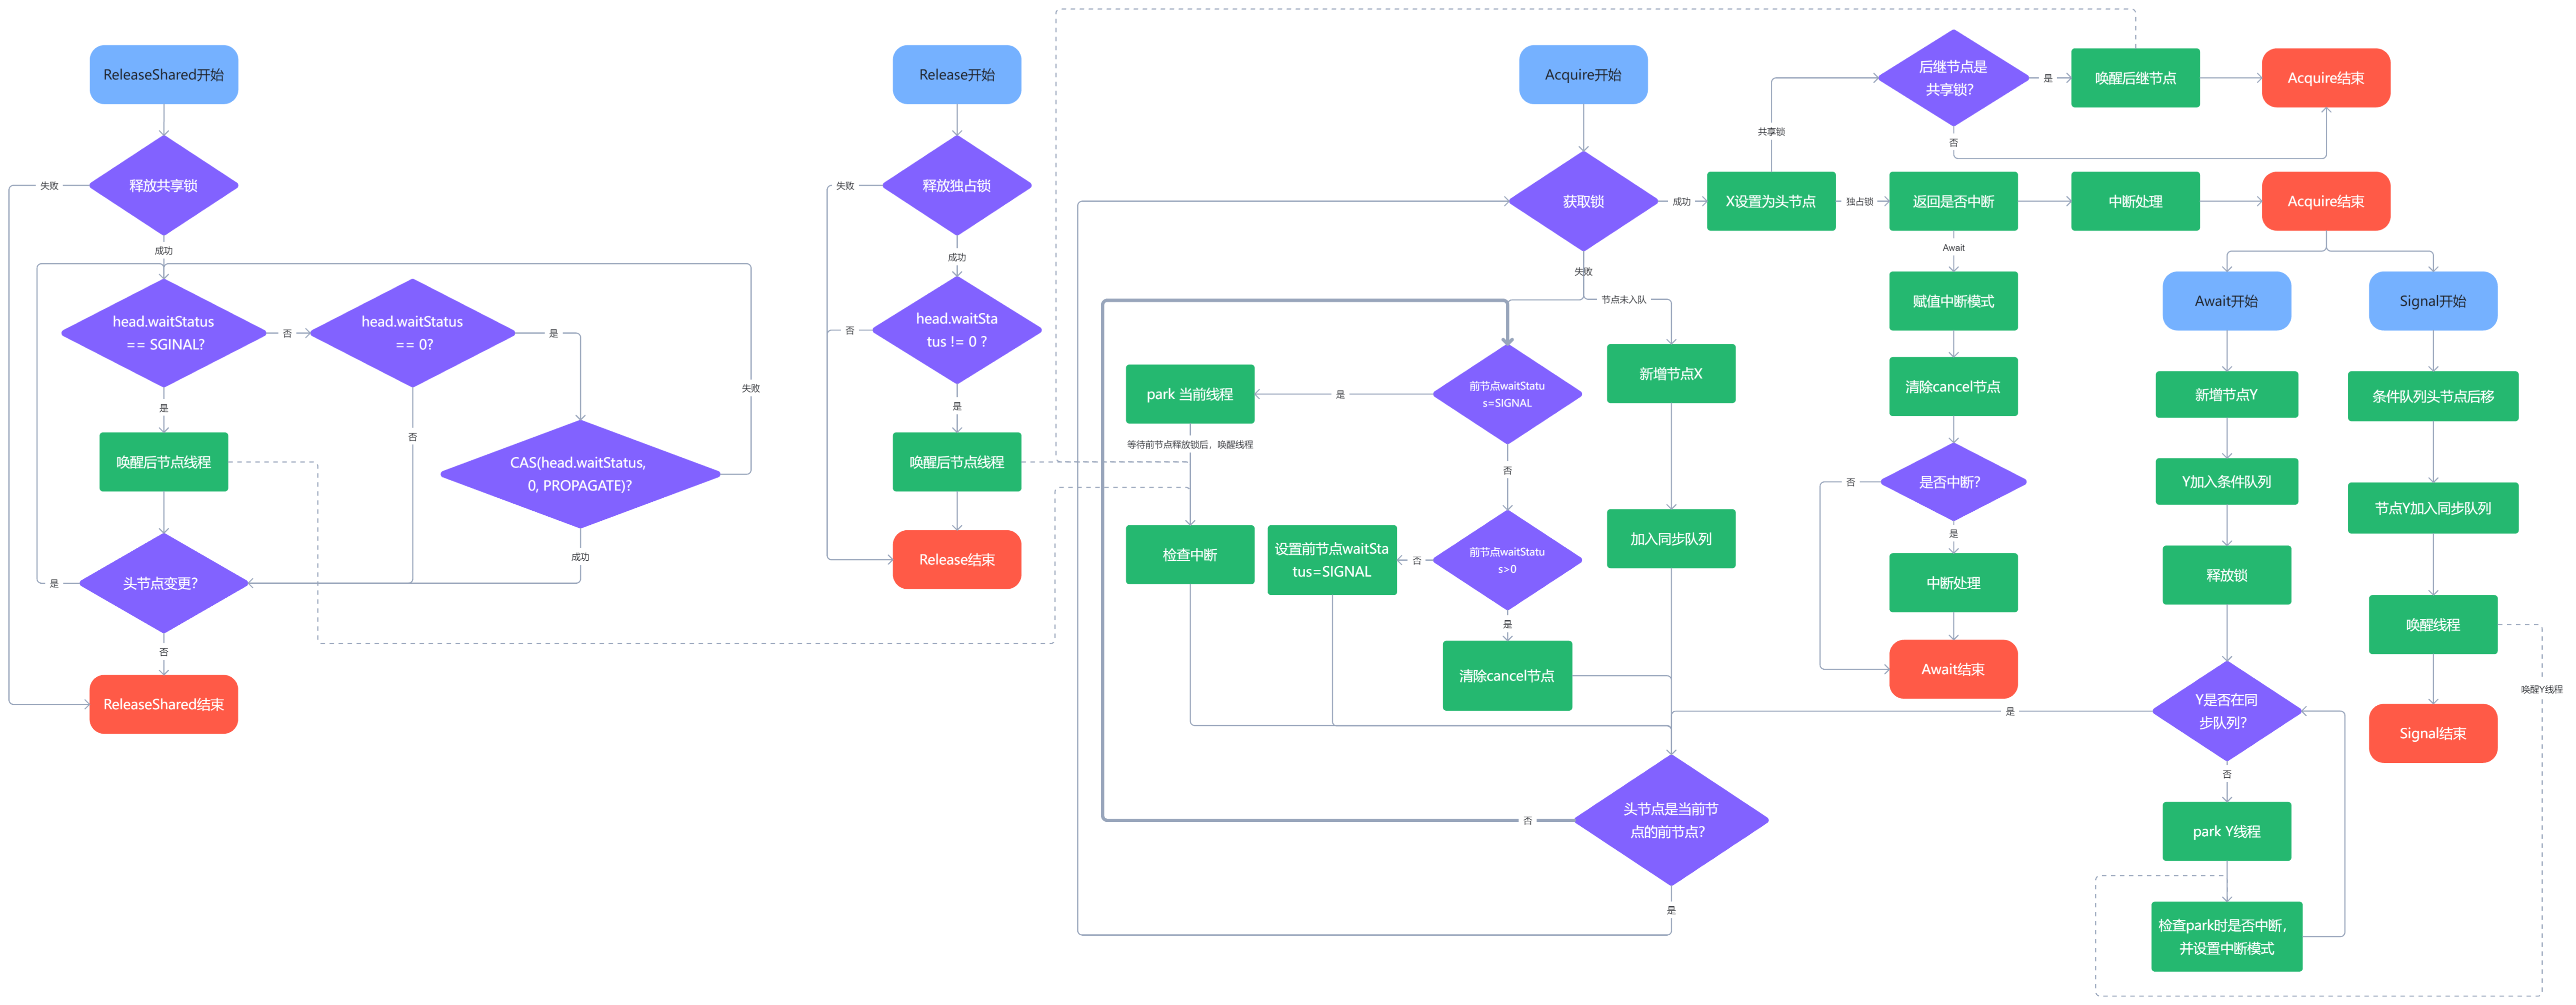 ReleaseShared开始
释放共享锁
失败
成功
head.waitStatus
== SGINAL?
否
head.waitStatus
== 0?
是
失败
是
否
唤醒后节点线程
CAS(head.waitStatus,
0, PROPAGATE)?
成功
头节点变更?
是
否
ReleaseShared结束
Release开始
释放独占锁
失败
成功
head.waitSta
tus != 0 ?
否
是
唤醒后节点线程
Release结束
Acquire开始
获取锁
成功
失败
节点未入队
X设置为头节点
共享锁
独占锁
后继节点是
共享锁?
是
否
唤醒后继节点
Acquire结束
返回是否中断
中断处理
Acquire结束
Await
赋值中断模式
清除cancel节点
是否中断?
否
是
中断处理
Await结束
前节点waitStatu
s=SIGNAL
是
否
park 当前线程
等待前节点释放锁后，唤醒线程
检查中断
前节点waitStatu
s>0
否
是
设置前节点waitSta
tus=SIGNAL
清除cancel节点
新增节点X
加入同步队列
头节点是当前节
点的前节点?
否
是
Await开始
新增节点Y
Y加入条件队列
释放锁
Y是否在同
步队列?
是
否
park Y线程
检查park时是否中断,
并设置中断模式
Signal开始
条件队列头节点后移
节点Y加入同步队列
唤醒线程
唤醒Y线程
Signal结束